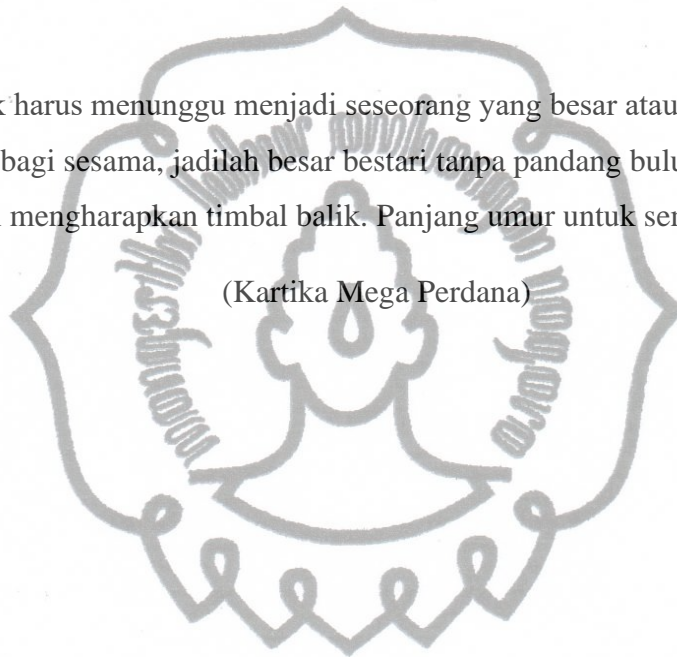 harus menunggu menjadi seseorang yang besar atau
bagi sesama, jadilah besar bestari tanpa pandang bulu
mengharapkan timbal balik. Panjang umur untuk
(Kartika Mega Perdana)